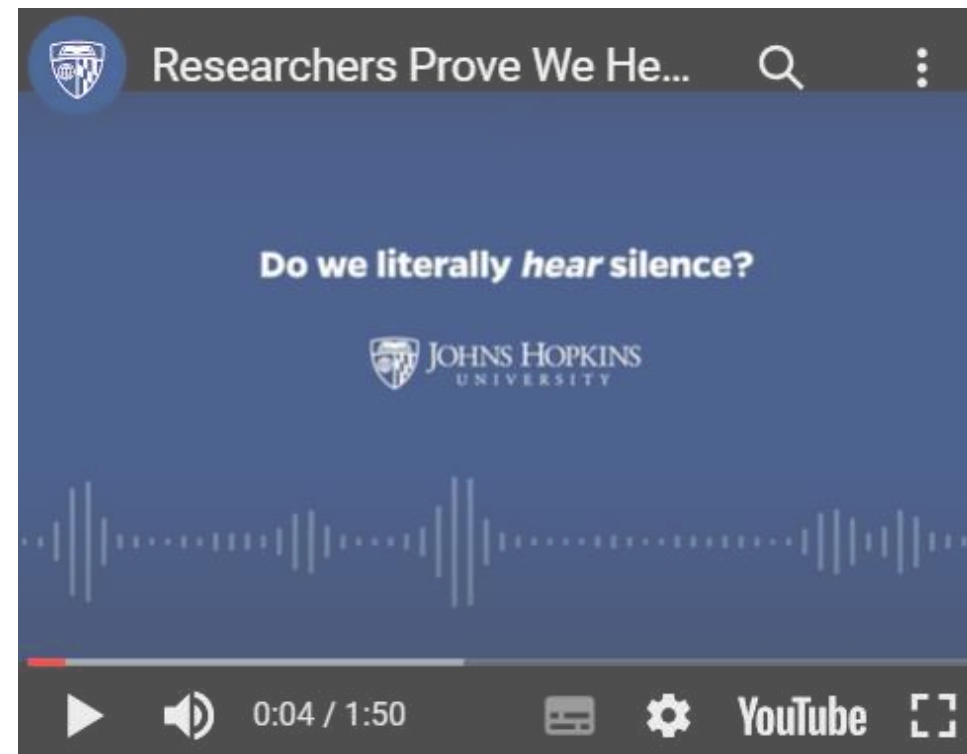 Researchers Prove We He...
Do we literally hear silence?
JOHNS HOPKINS
UNIVERSITY
0:04 / 1:50
YouTube